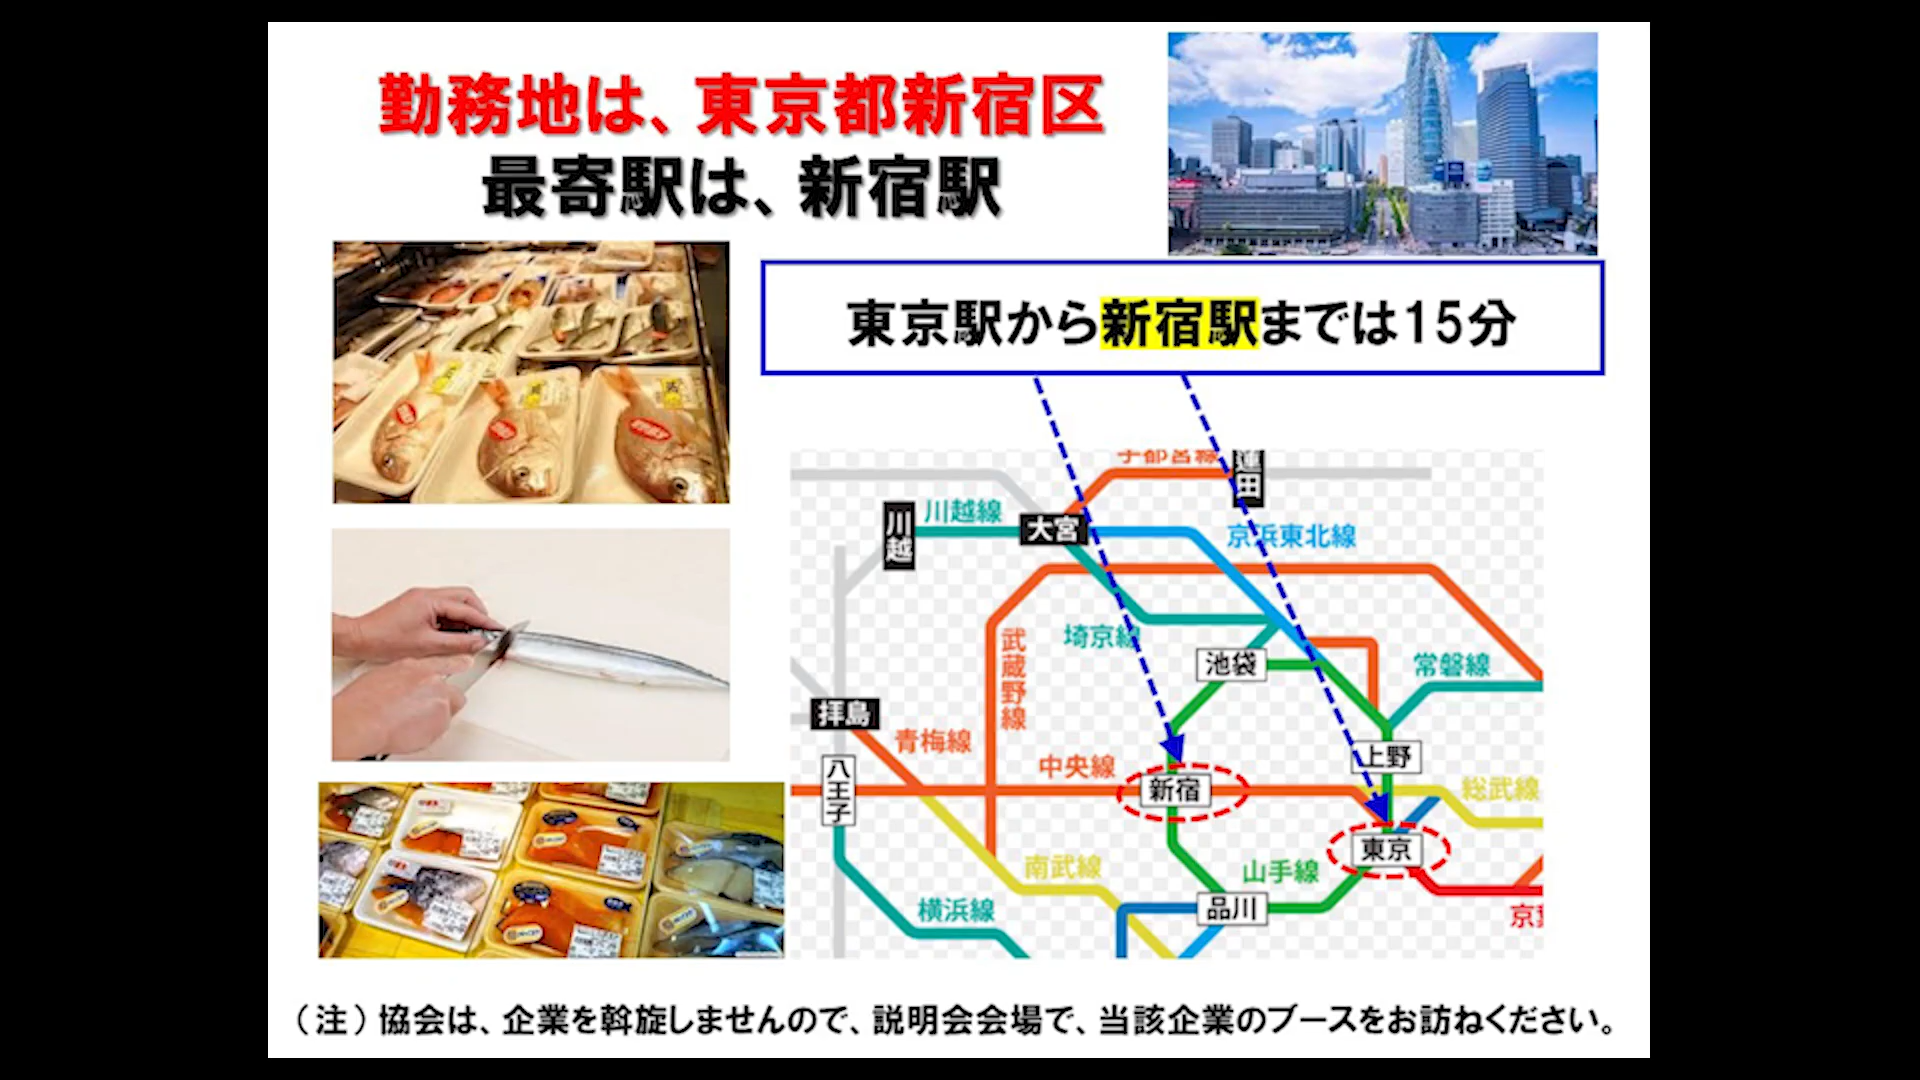 勤務地は、東京都新宿区
最寄駅は、新宿駅
東京駅から新宿駅までは15分
川越線
川越
大宮
京浜東北線
埼京線
武蔵野線
池袋
常磐線
拝島
青梅線
上野
中央線
八王子
新宿
総武線
東京
南武線
山手線
横浜線
品川
(注)協会は、企業を斡旋しませんので、説明会会場で、当該企業のブースをお訪ねください。